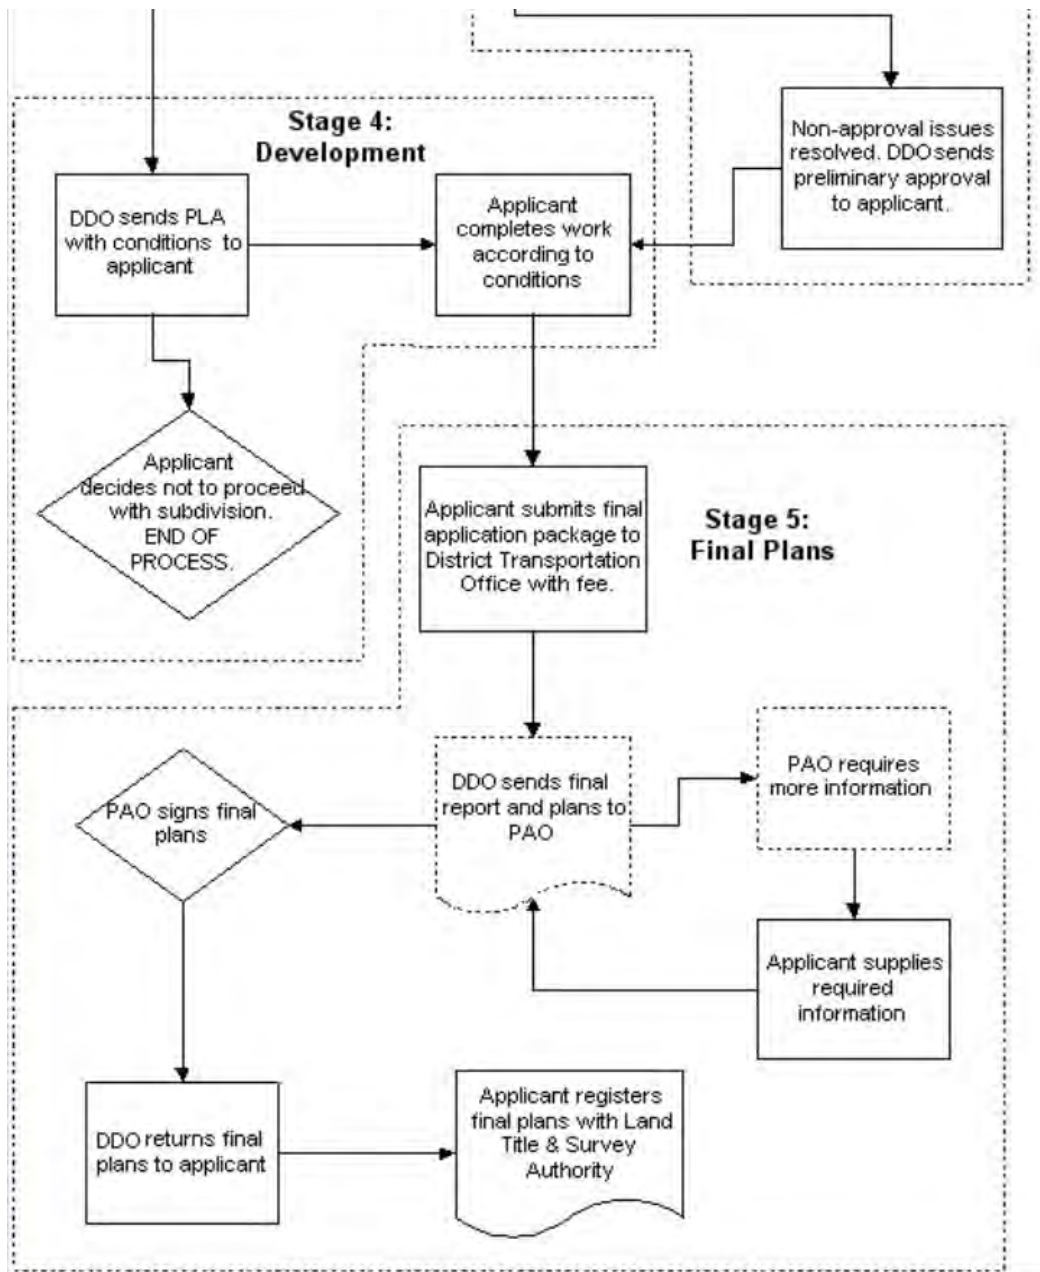 Stage 4:
Development
Non-approval issues
resolved. DDO sends
preliminary approval
to applicant.
DDO sends PLA
with conditions to
applicant
Applicant
completes work
according to
conditions
Applicant
decides not to proceed
with subdivision.
END OF
PROCESS.
Applicant submits final
application package to
District Transportation
Office with fee.
Stage 5:
Final Plans
PAO signs final
plans
DDO sends final
report and plans to
PAO
PAO requires
more information
Applicant supplies
required
information
DDO returns final
plans to applicant
Applicant registers
final plans with Land
Title & Survey
Authority